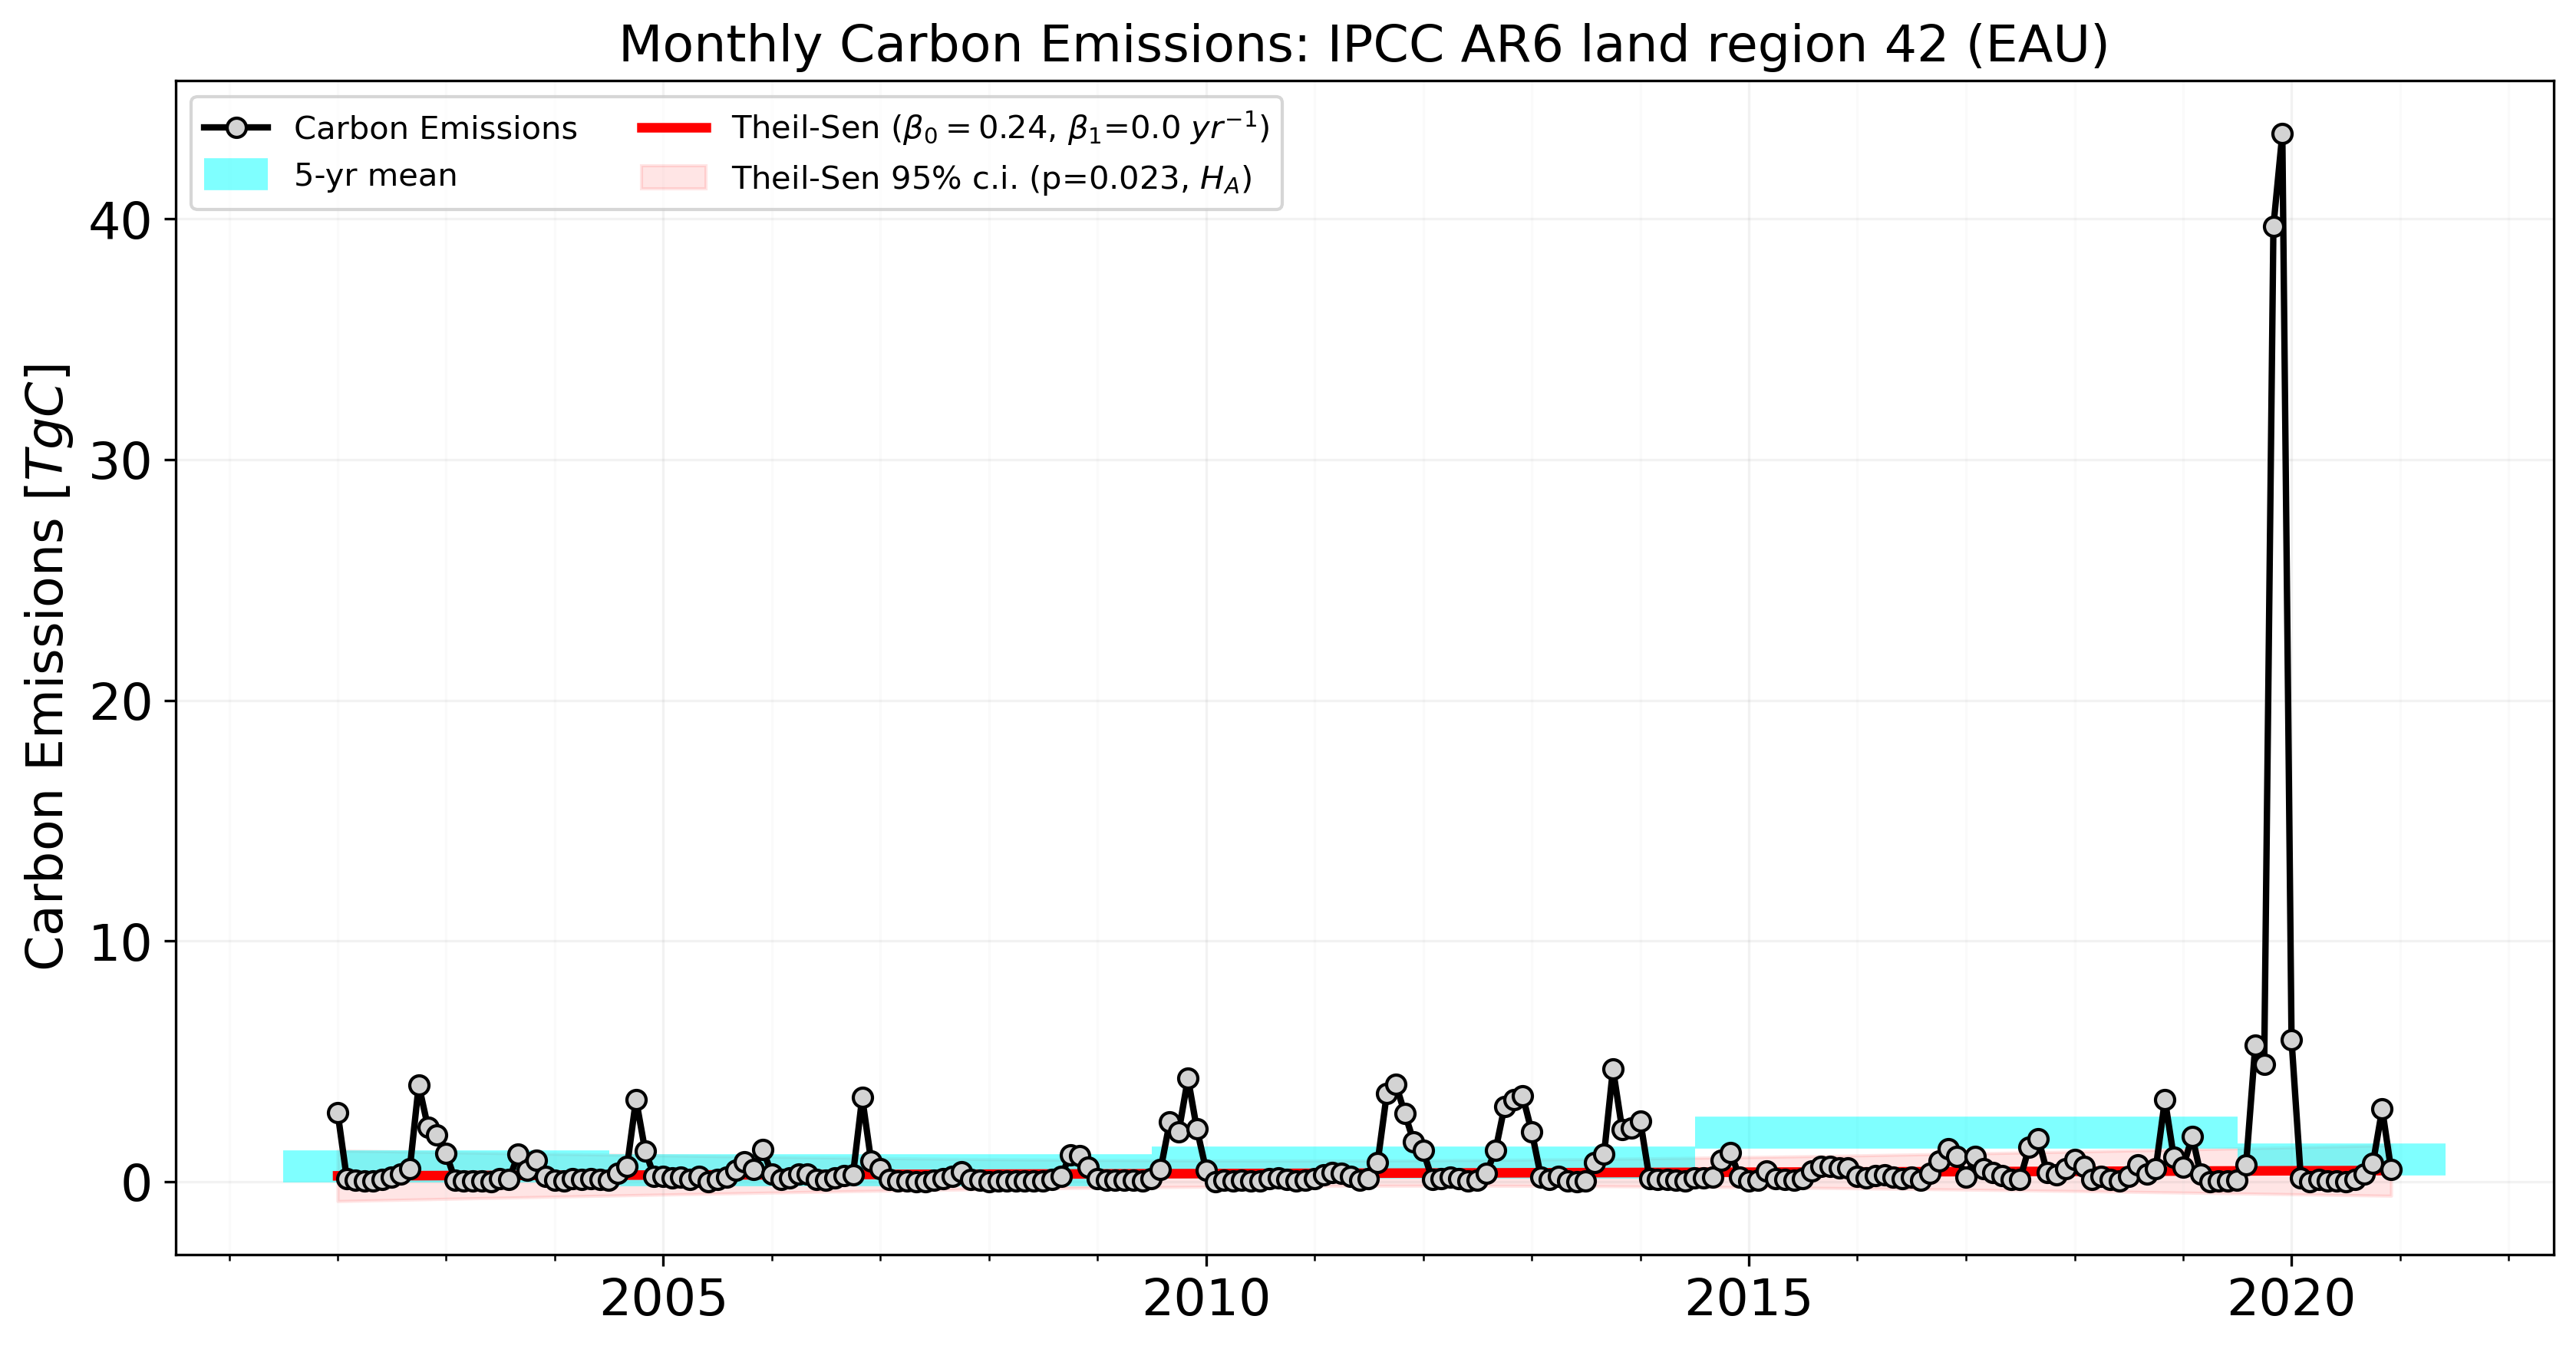 Monthly Carbon Emissions: IPCC AR6 land region 42 (EAU)
Carbon Emissions
5-yr mean
Theil-Sen (β₀ = 0.24, β₁=0.0 yr⁻¹)
Theil-Sen 95% c.i. (p=0.023, H_A)
Carbon Emissions [TgC]
40
30
20
10
0
2005
2010
2015
2020